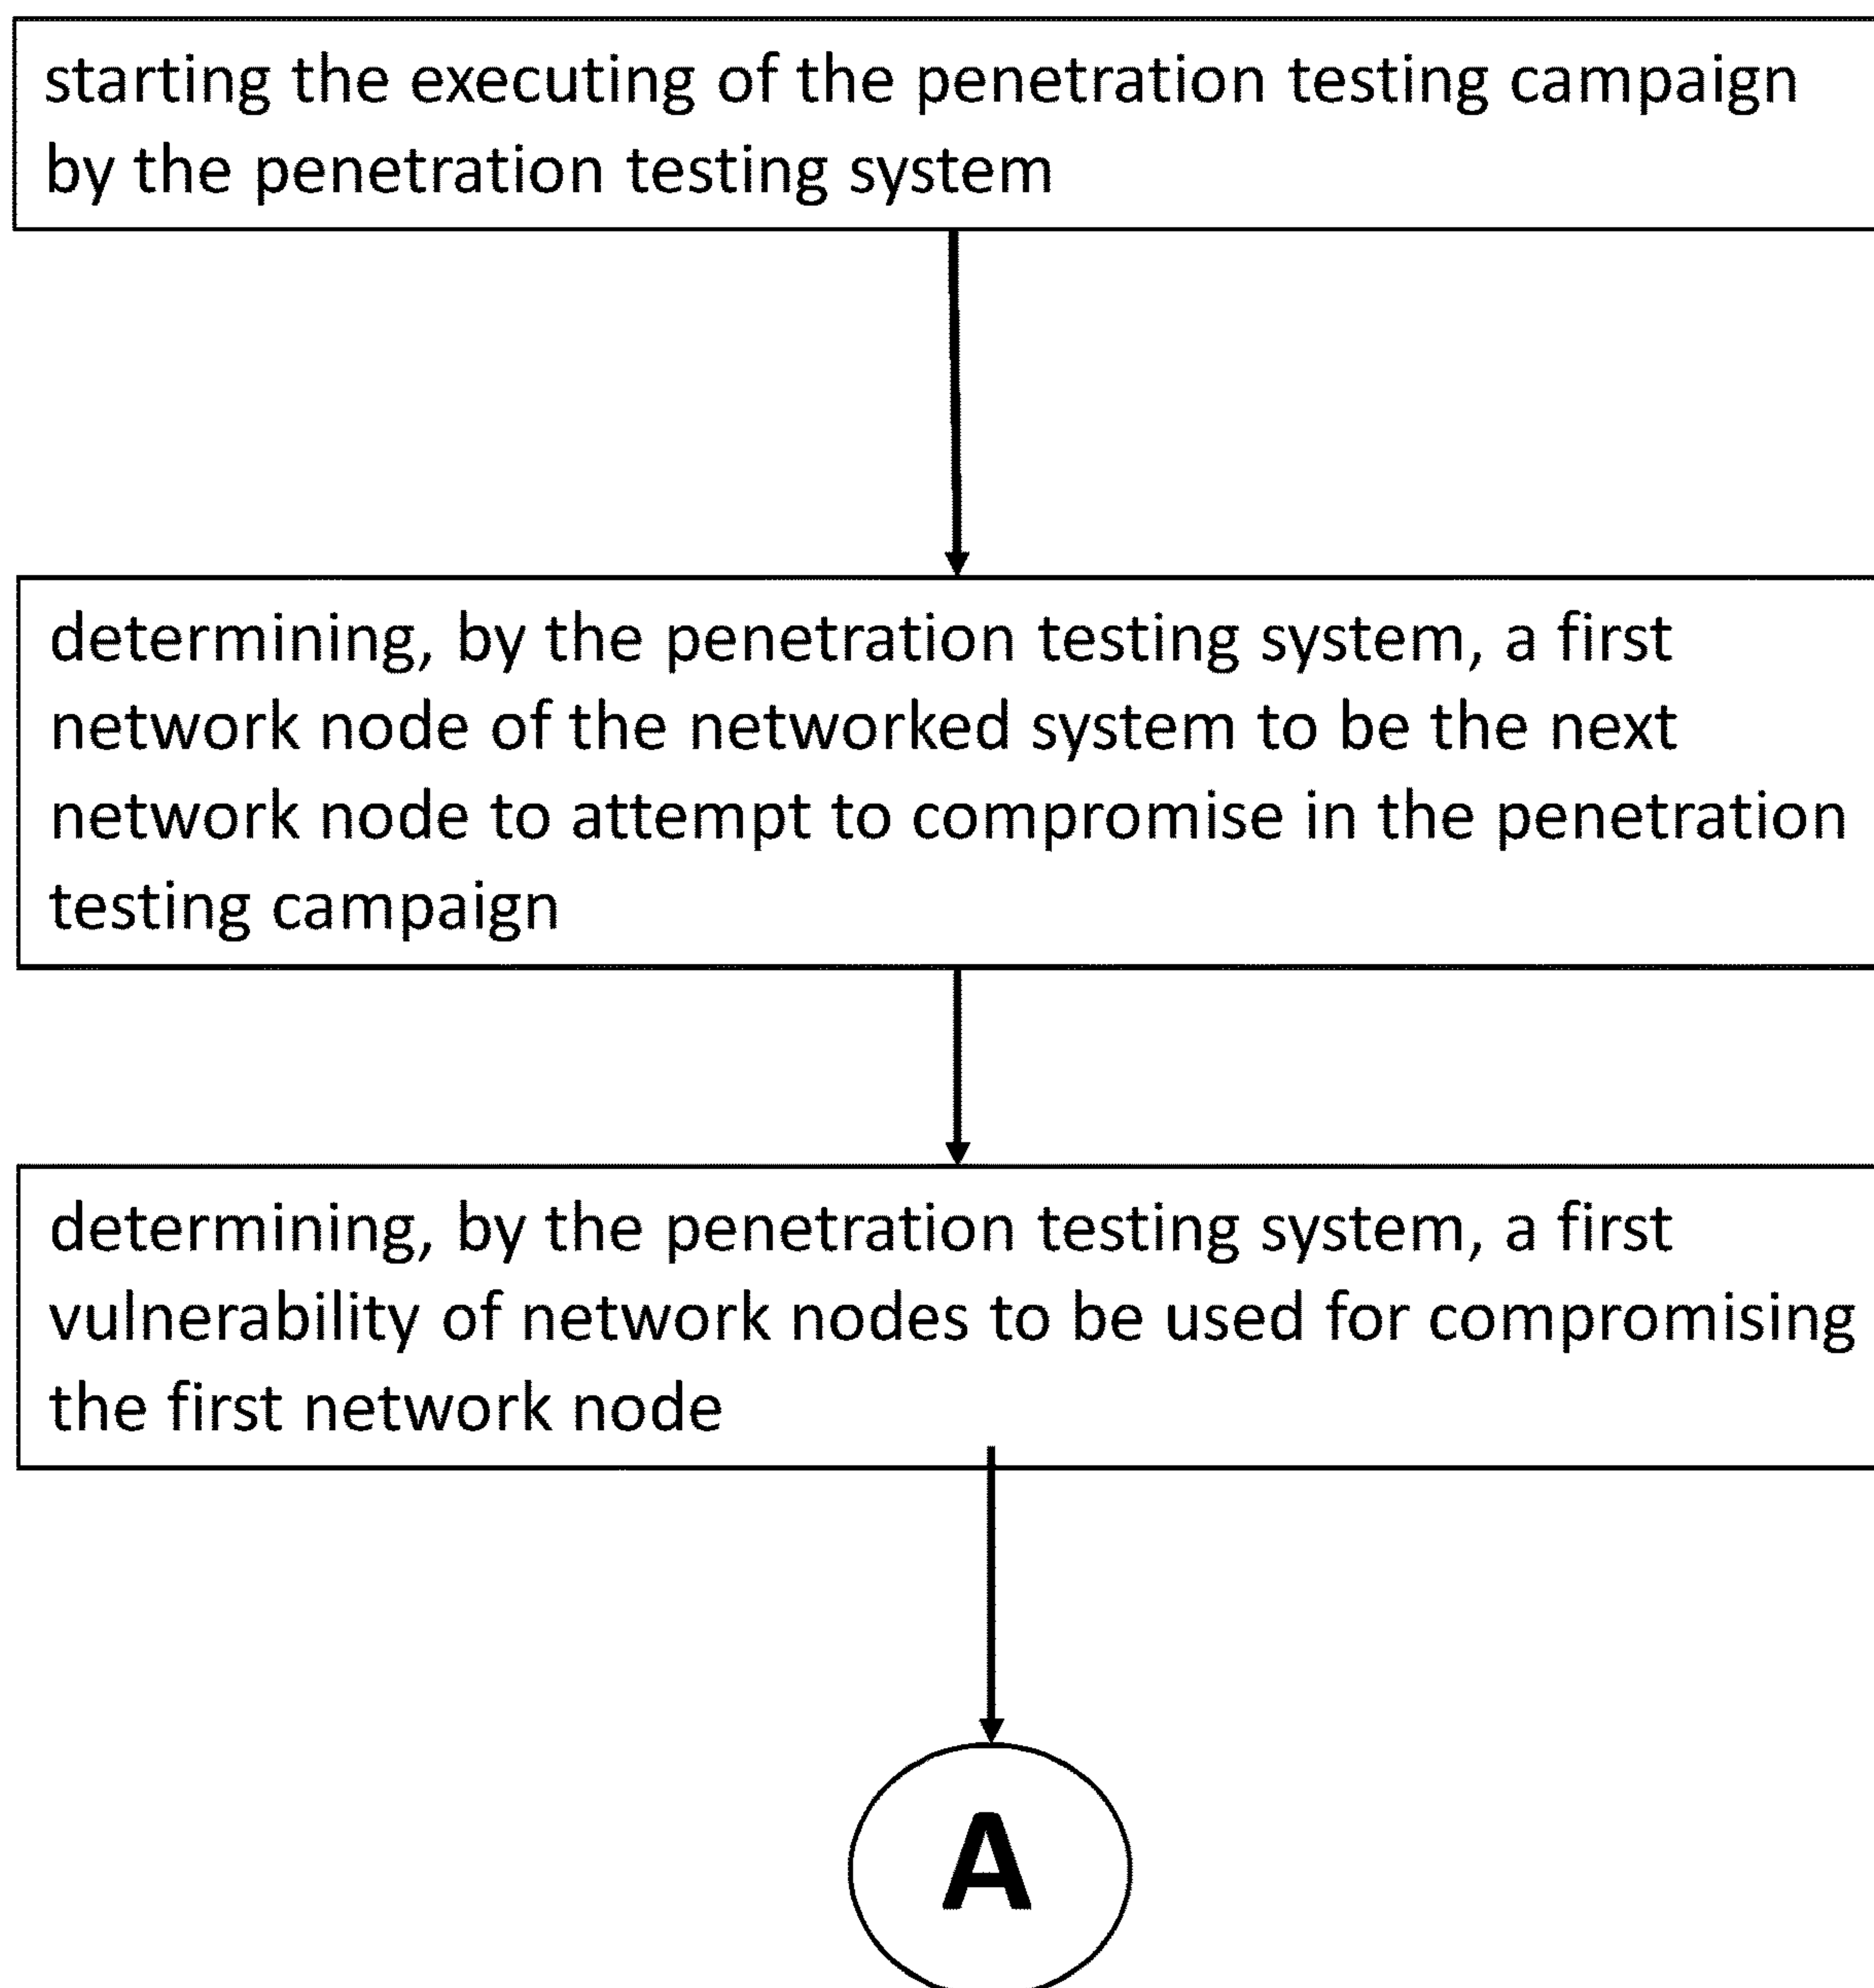 starting the executing of the penetration testing campaign
by the penetration testing system
determining, by the penetration testing system, a first
network node of the networked system to be the next
network node to attempt to compromise in the penetration
testing campaign
determining, by the penetration testing system, a first
vulnerability of network nodes to be used for compromising
the first network node
A